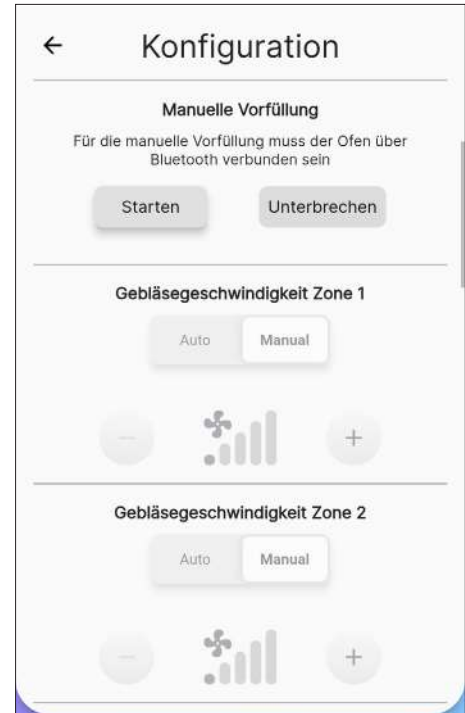 Konfiguration
Manuelle Vorfüllung
Für die manuelle Vorfüllung muss der Ofen über
Bluetooth verbunden sein
Starten Unterbrechen
Gebläsegeschwindigkeit Zone 1
Auto Manual
Gebläsegeschwindigkeit Zone 2
Auto Manual